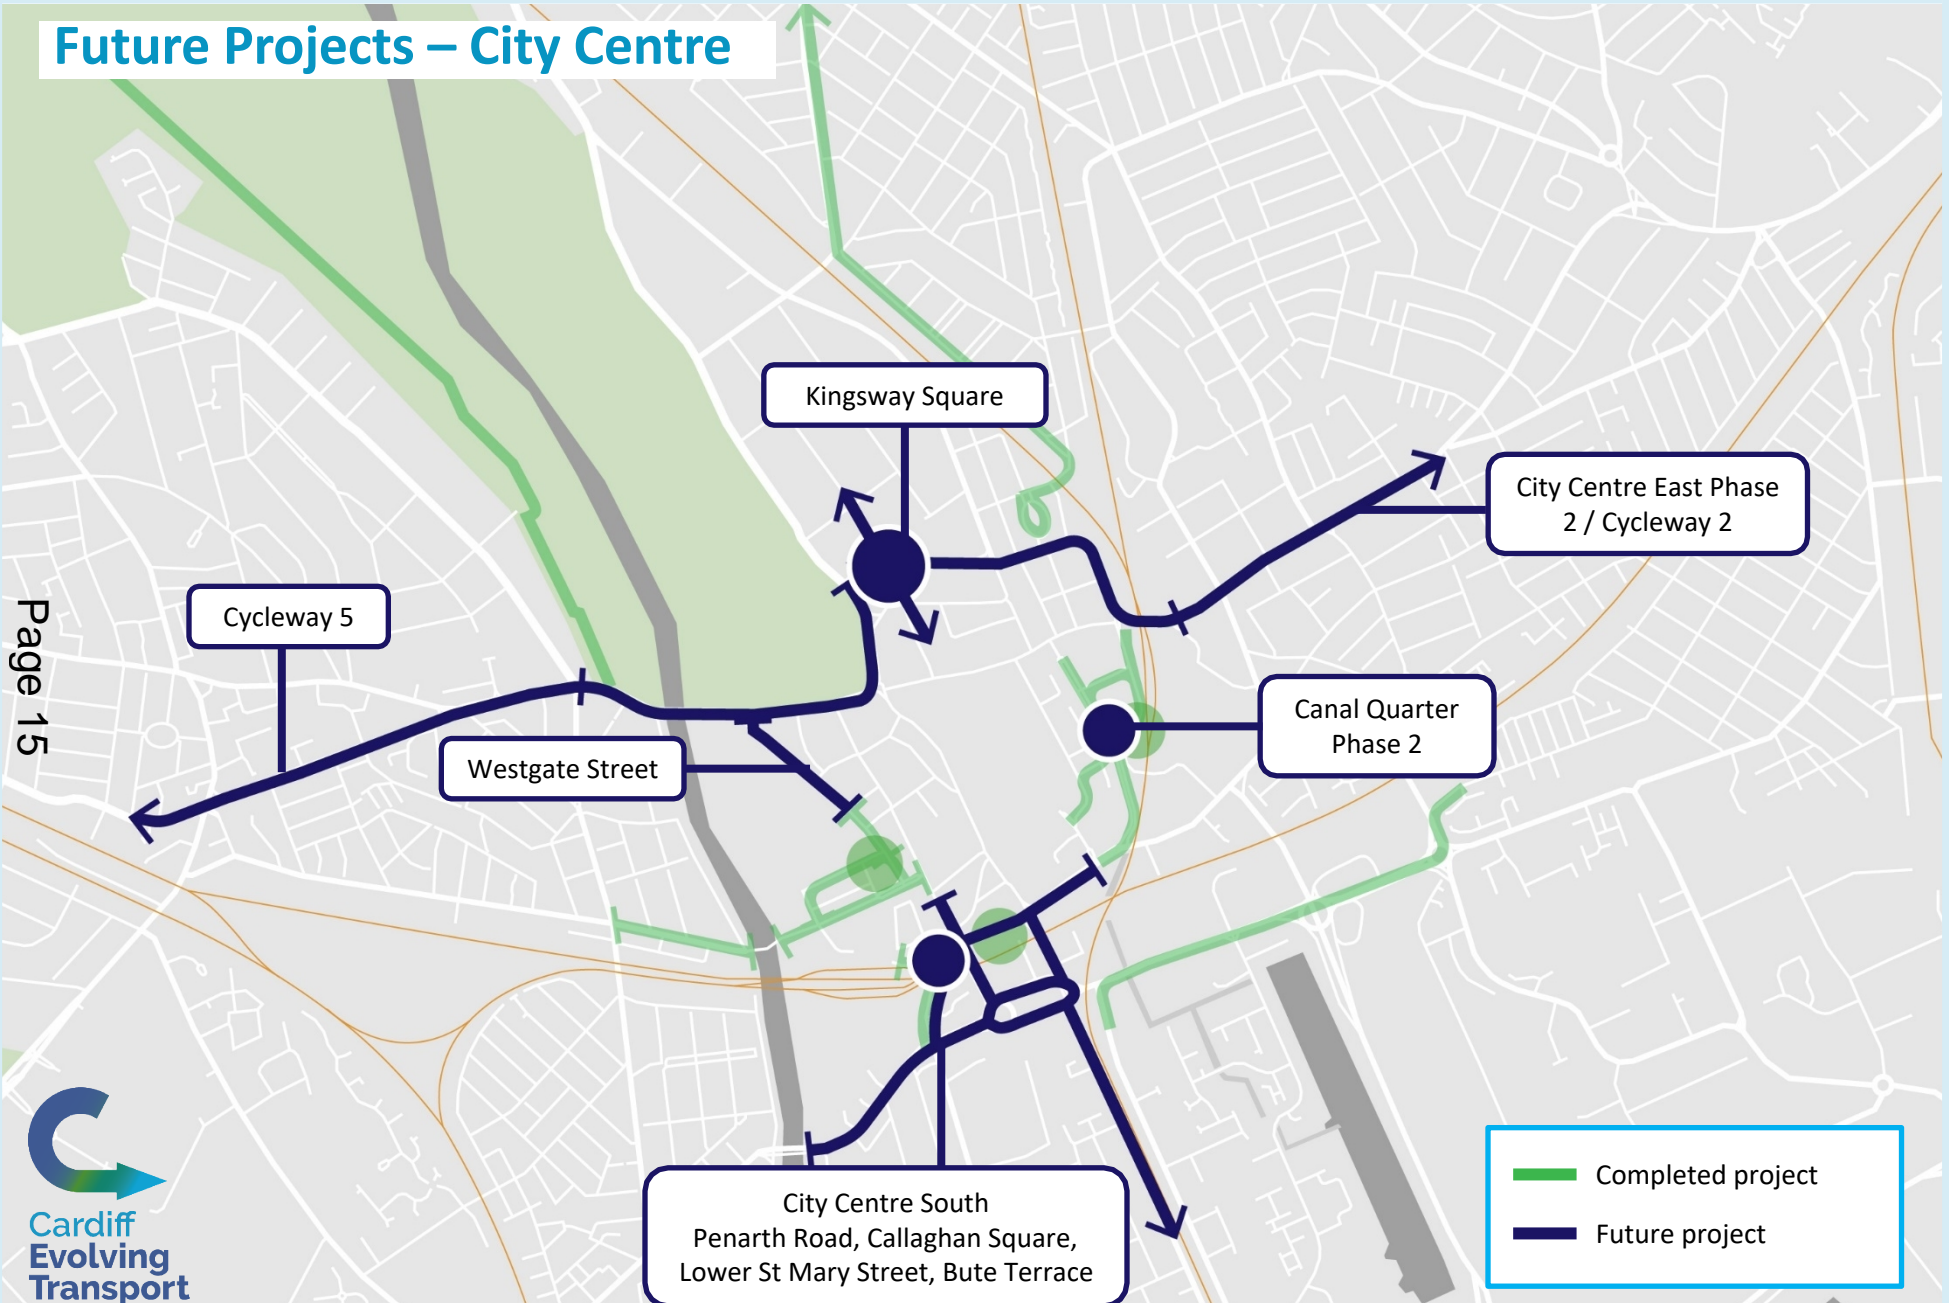 Future Projects – City Centre
Kingsway Square
City Centre East Phase
2 / Cycleway 2
Cycleway 5
Page 15
Canal Quarter
Phase 2
Westgate Street
City Centre South
Penarth Road, Callaghan Square,
Lower St Mary Street, Bute Terrace
Completed project
Future project
Cardiff
Evolving
Transport